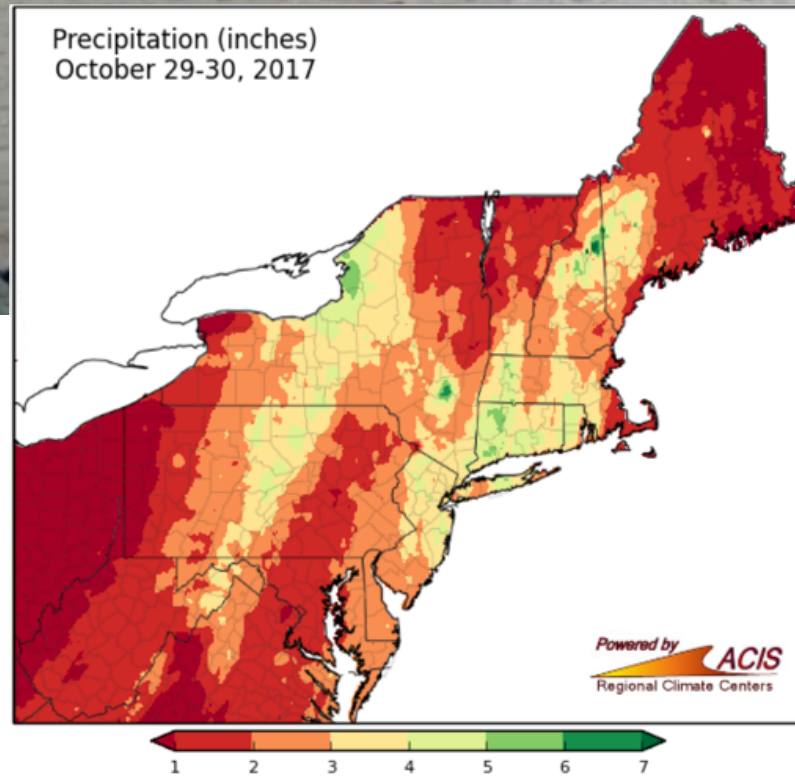 Precipitation (inches)
October 29-30, 2017
Powered by
ACIS
Regional Climate Centers
1 2 3 4 5 6 7